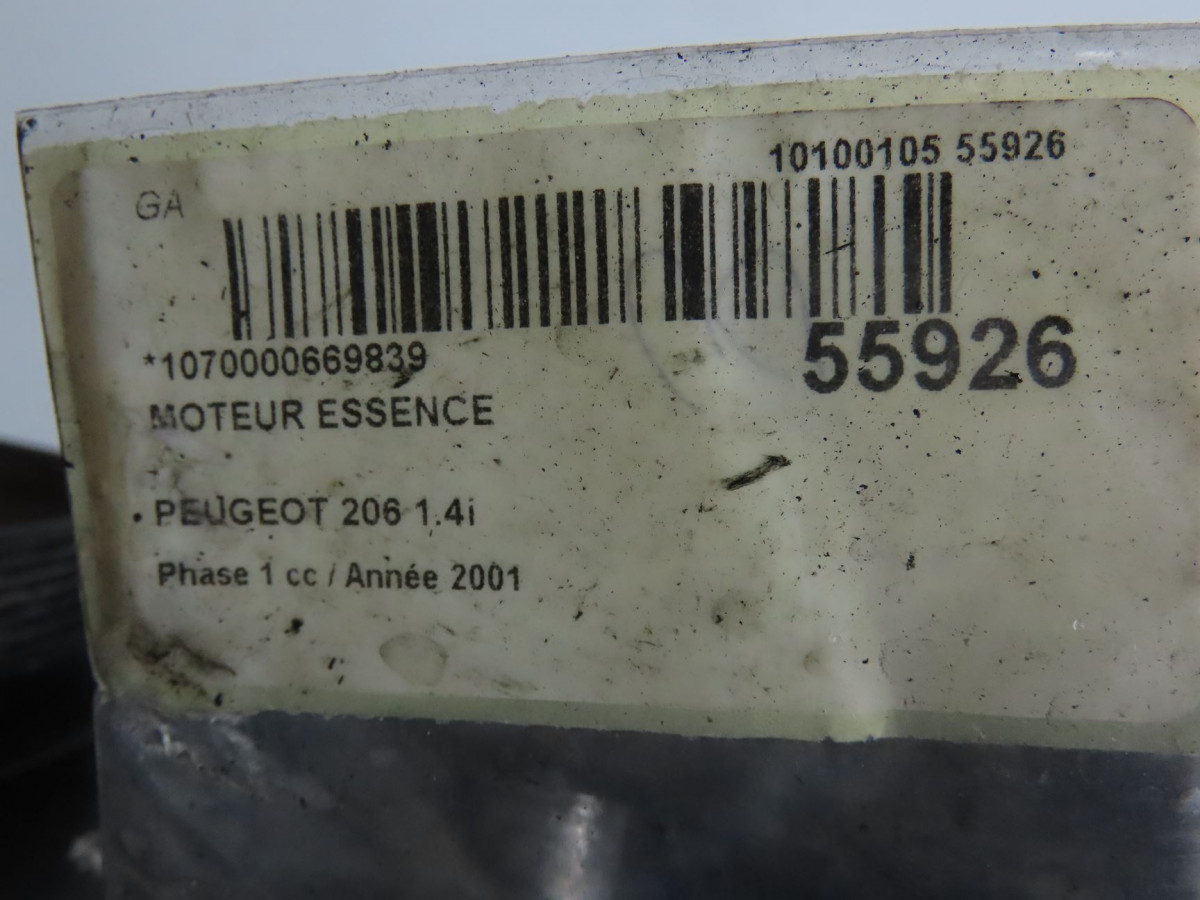 10100105 55926
GA
55926
*1070000669839
MOTEUR ESSENCE
PEUGEOT 206 1.4i
Phase 1 cc / Année 2001